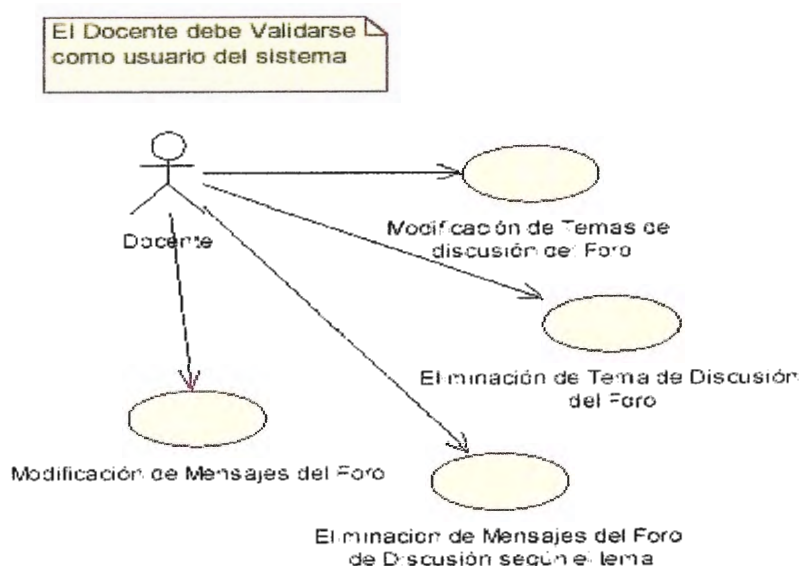 El Docente debe Validarse
como usuario del sistema
Docente
Modificación de Temas de
discusión del Foro
Eliminación de Tema de Discusión
del Foro
Modificación de Mensajes del Foro
Eliminacion de Mensajes del Foro
de Discusión según el tema